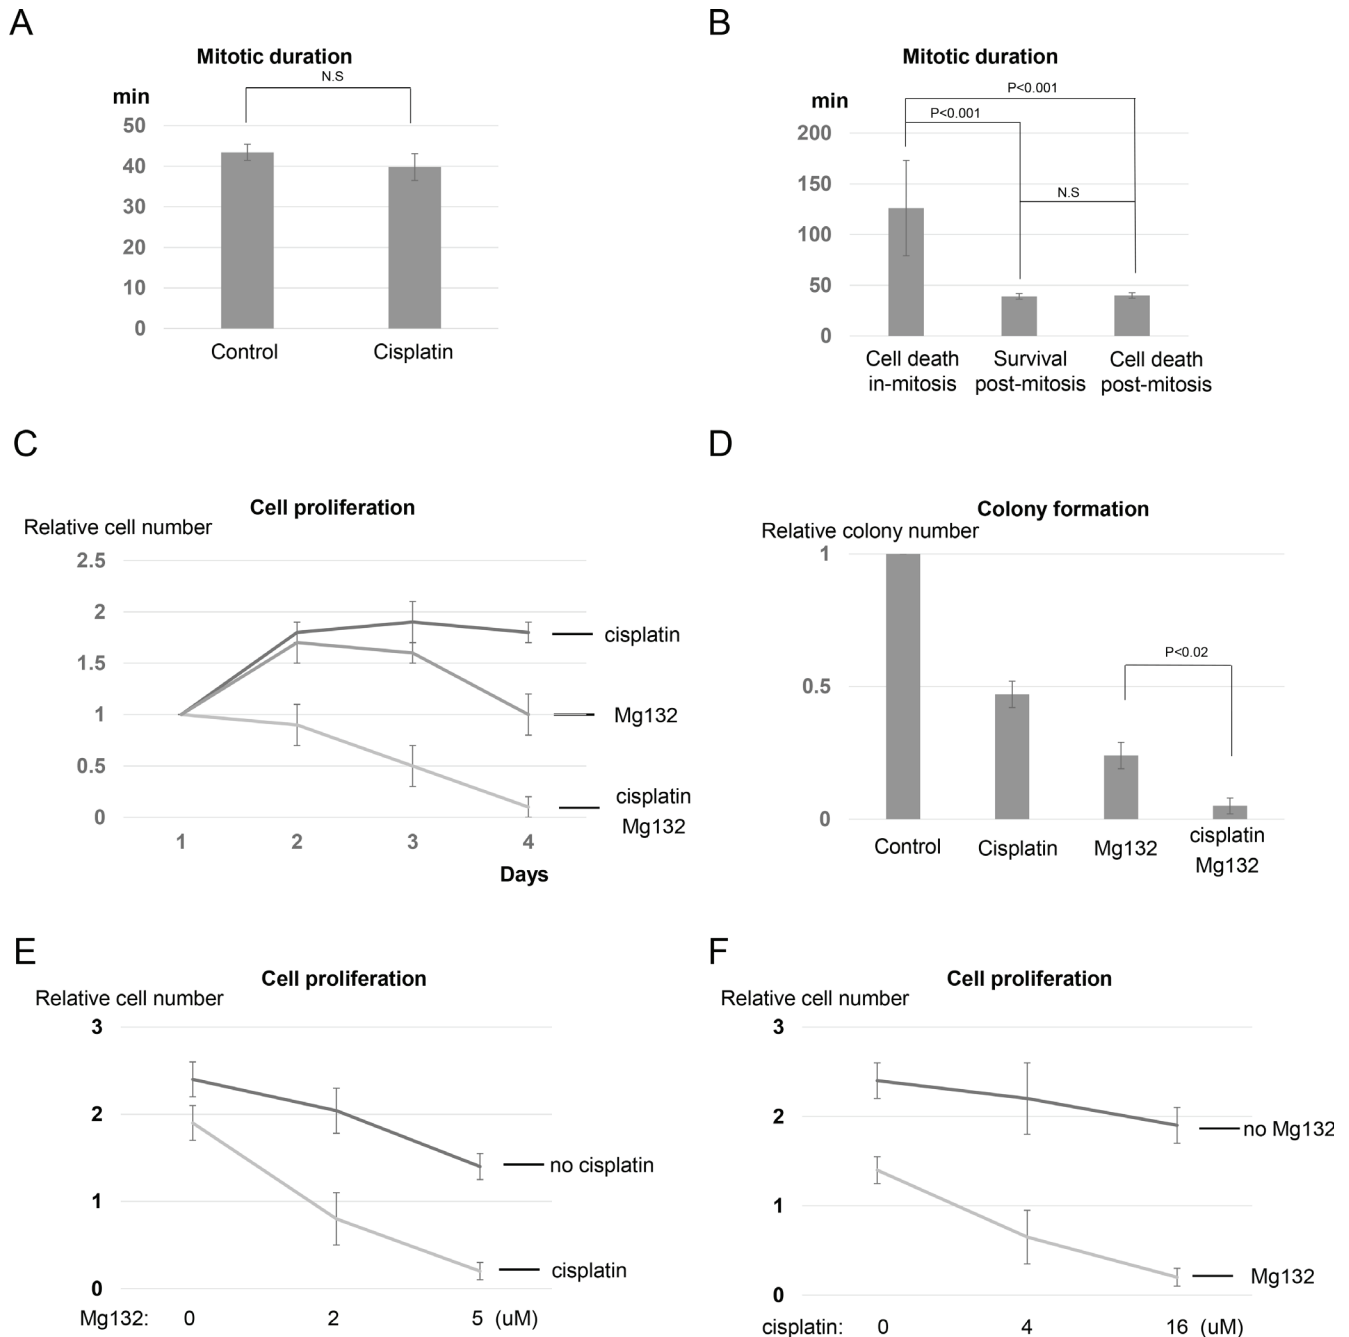 A
Mitotic duration
N.S
min
50
40
30
20
10
0
Control
Cisplatin
B
Mitotic duration
P<0.001
min
P<0.001
200
150
N.S
100
50
0
Cell death
in-mitosis
Survival
post-mitosis
Cell death
post-mitosis
C
Cell proliferation
Relative cell number
2.5
2
1.5
1
0.5
0
cisplatin
Mg132
cisplatin
Mg132
1 2 3 4
Days
D
Colony formation
Relative colony number
1
P<0.02
0.5
0
Control
Cisplatin
Mg132
cisplatin
Mg132
E
Cell proliferation
Relative cell number
3
2
1
0
no cisplatin
cisplatin
Mg132: 0 2 5 (uM)
F
Cell proliferation
Relative cell number
3
2
1
0
no Mg132
Mg132
cisplatin: 0 4 16 (uM)